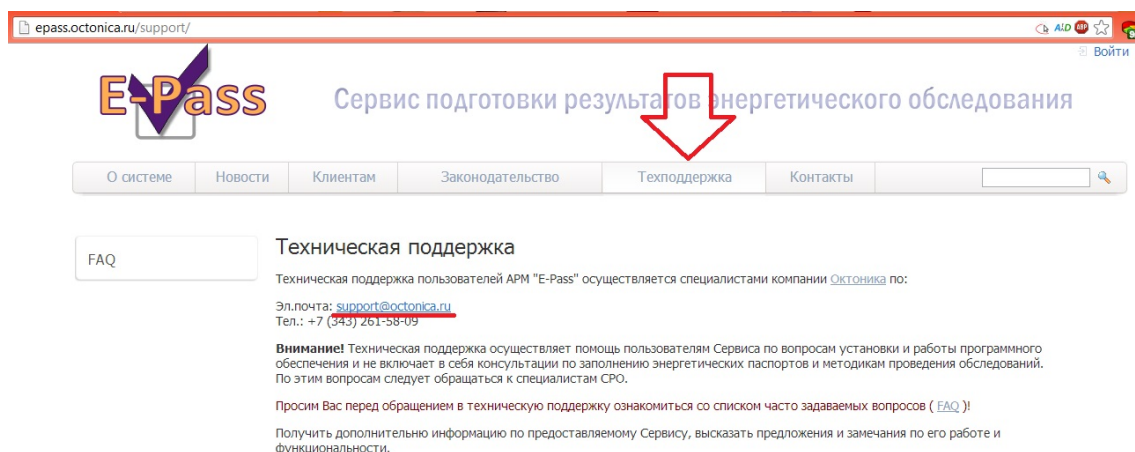 epass.octonica.ru/support/
Войти
E-Pass
Сервис подготовки результатов энергетического обследования
О системе Новости Клиентам Законодательство Техподдержка Контакты
FAQ
Техническая поддержка
Техническая поддержка пользователей АРМ "E-Pass" осуществляется специалистами компании Октоника по:
Эл.почта: support@octonica.ru
Тел.: +7 (343) 261-58-09
Внимание! Техническая поддержка осуществляет помощь пользователям Сервиса по вопросам установки и работы программного
обеспечения и не включает в себя консультации по заполнению энергетических паспортов и методикам проведения обследований.
По этим вопросам следует обращаться к специалистам СРО.
Просим Вас перед обращением в техническую поддержку ознакомиться со списком часто задаваемых вопросов ( FAQ )!
Получить дополнительню информацию по предоставляемому Сервису, высказать предложения и замечания по его работе и
функциональности.